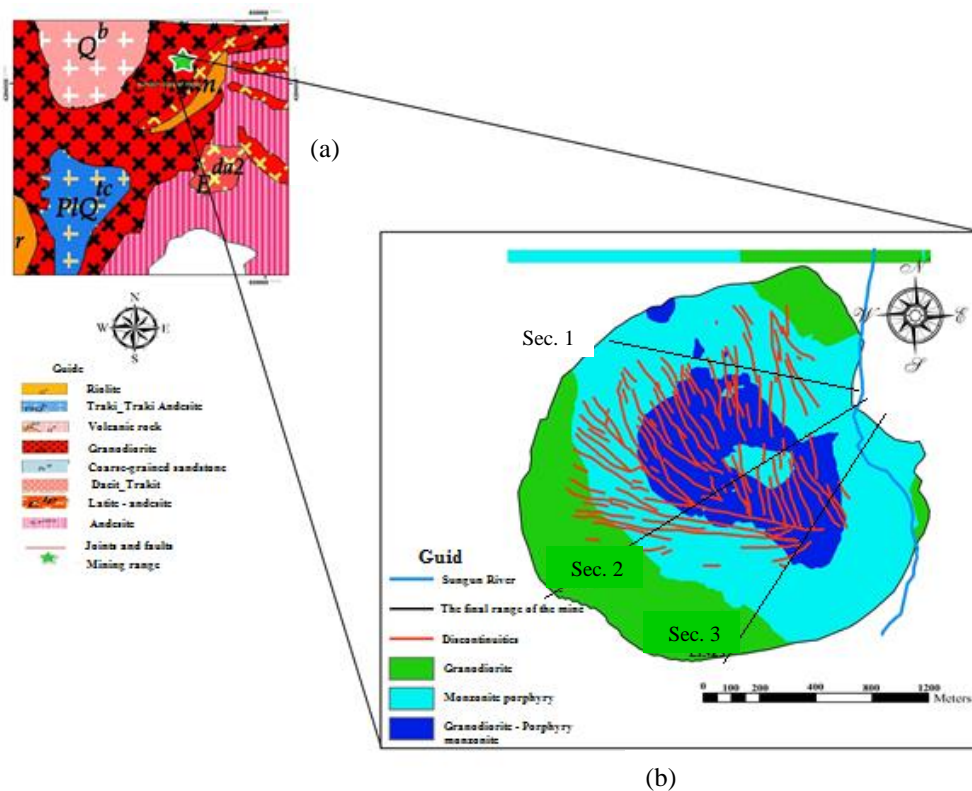 Q b
n
(a)
da2
E
PlQ tc
r
N
W E
S
Guide
Riolite
Traki_Traki Andesite
Volcanic rock
Granodiorite
Coarse-grained sandstone
Dacit_Trakit
Latite - andesite
Andesite
Joints and faults
Mining range
N
W E
S
Sec. 1
Sec. 2
Sec. 3
Guid
Sungun River
The final range of the mine
Discontinuities
Granodiorite
Monzonite porphyry
Granodiorite - Porphyry
monzonite
0 100 200 400 800 1200
Meters
(b)